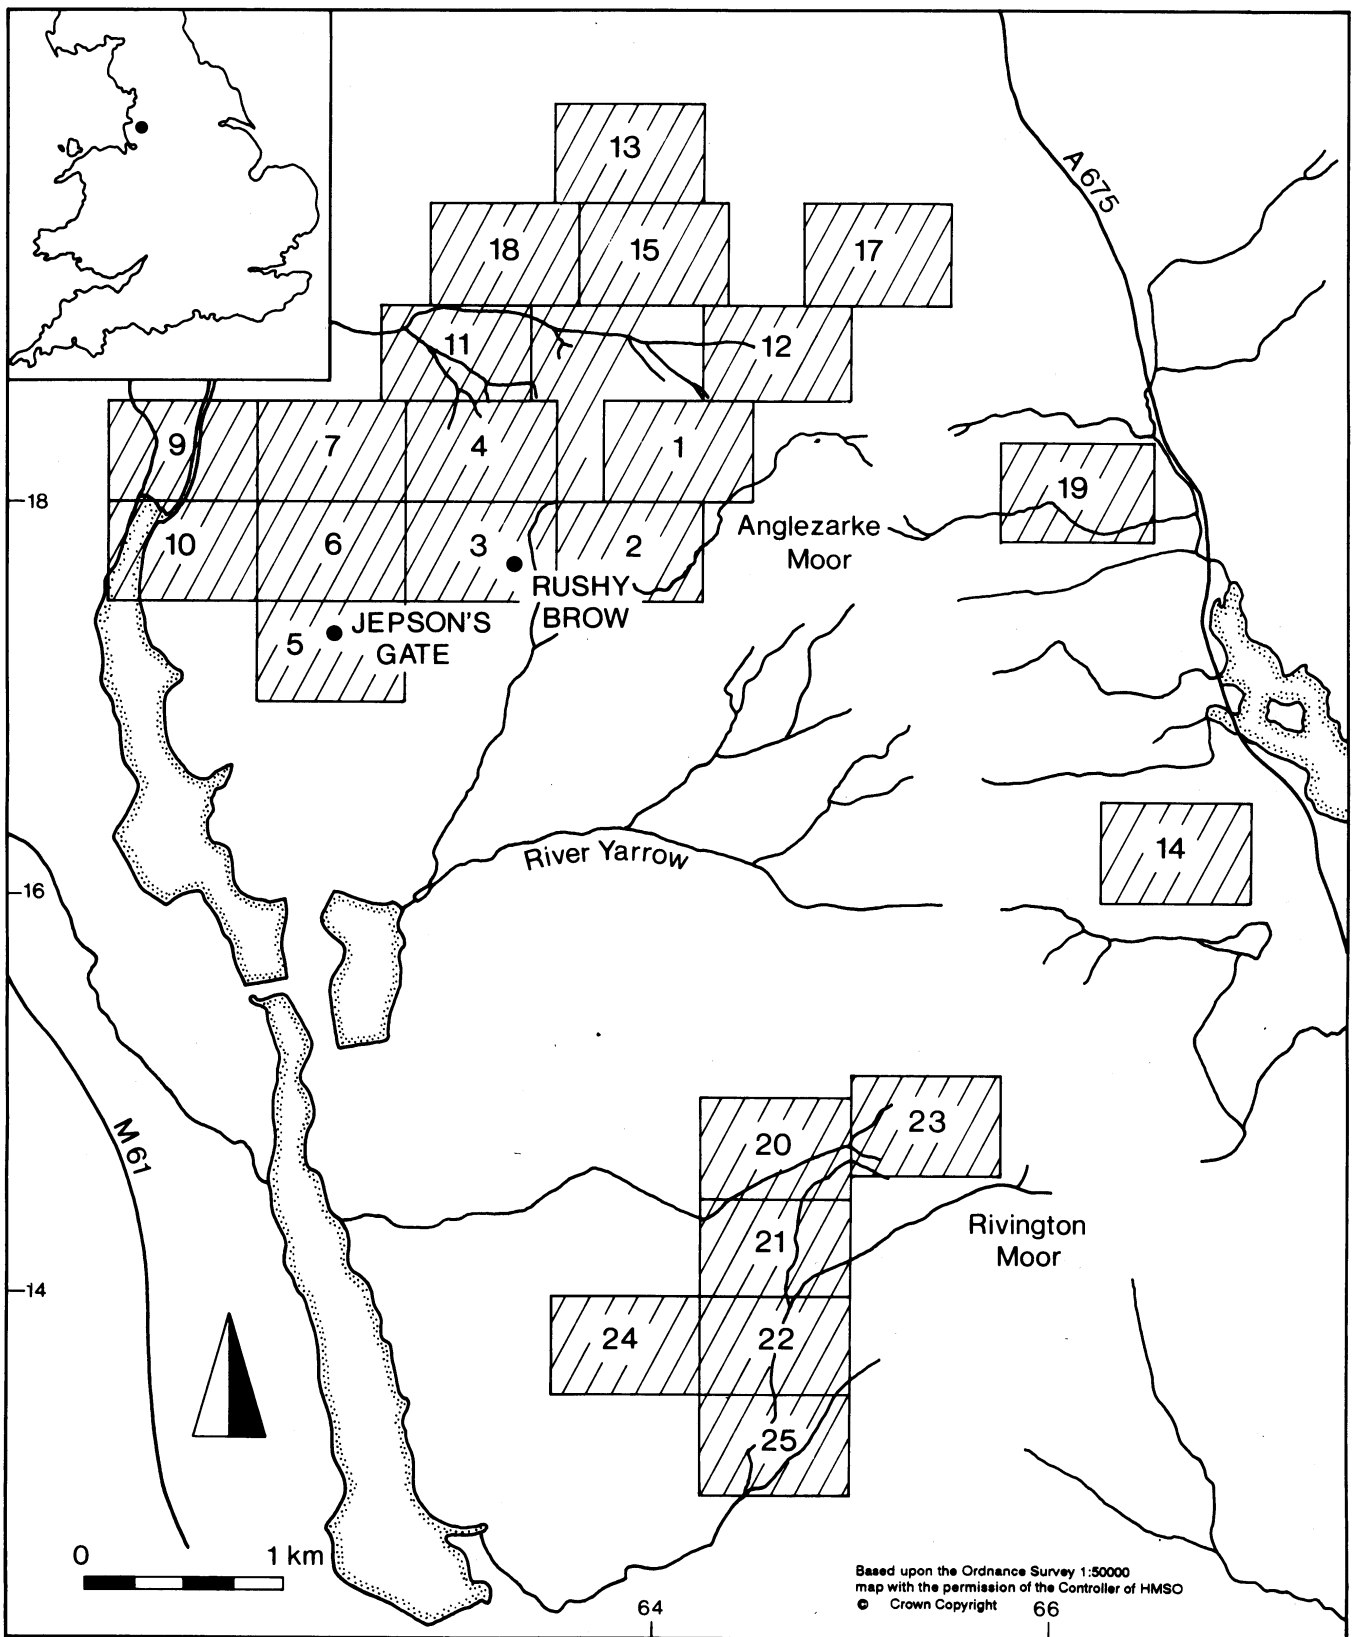 13
A675
18
15
17
11
12
9
7
4
1
18
19
10
6
3
2
Anglezarke
Moor
RUSHY
BROW
5
JEPSON'S
GATE
14
River Yarrow
16
M61
20
23
21
Rivington
Moor
14
24
22
25
0
1 km
Based upon the Ordnance Survey 1:50000
map with the permission of the Controller of HMSO
© Crown Copyright
64
66